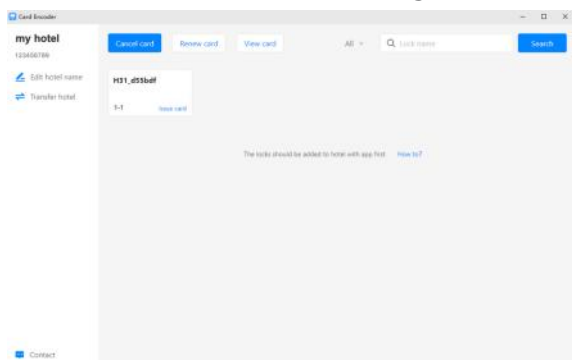 Card Encoder
my hotel
123456789
Edit hotel name
Transfer hotel
Cancel card
Renew card
View card
All
Lock name
Search
H31_d55bdf
1-1
Issue card
The locks should be added to hotel with app first
How to?
Contact